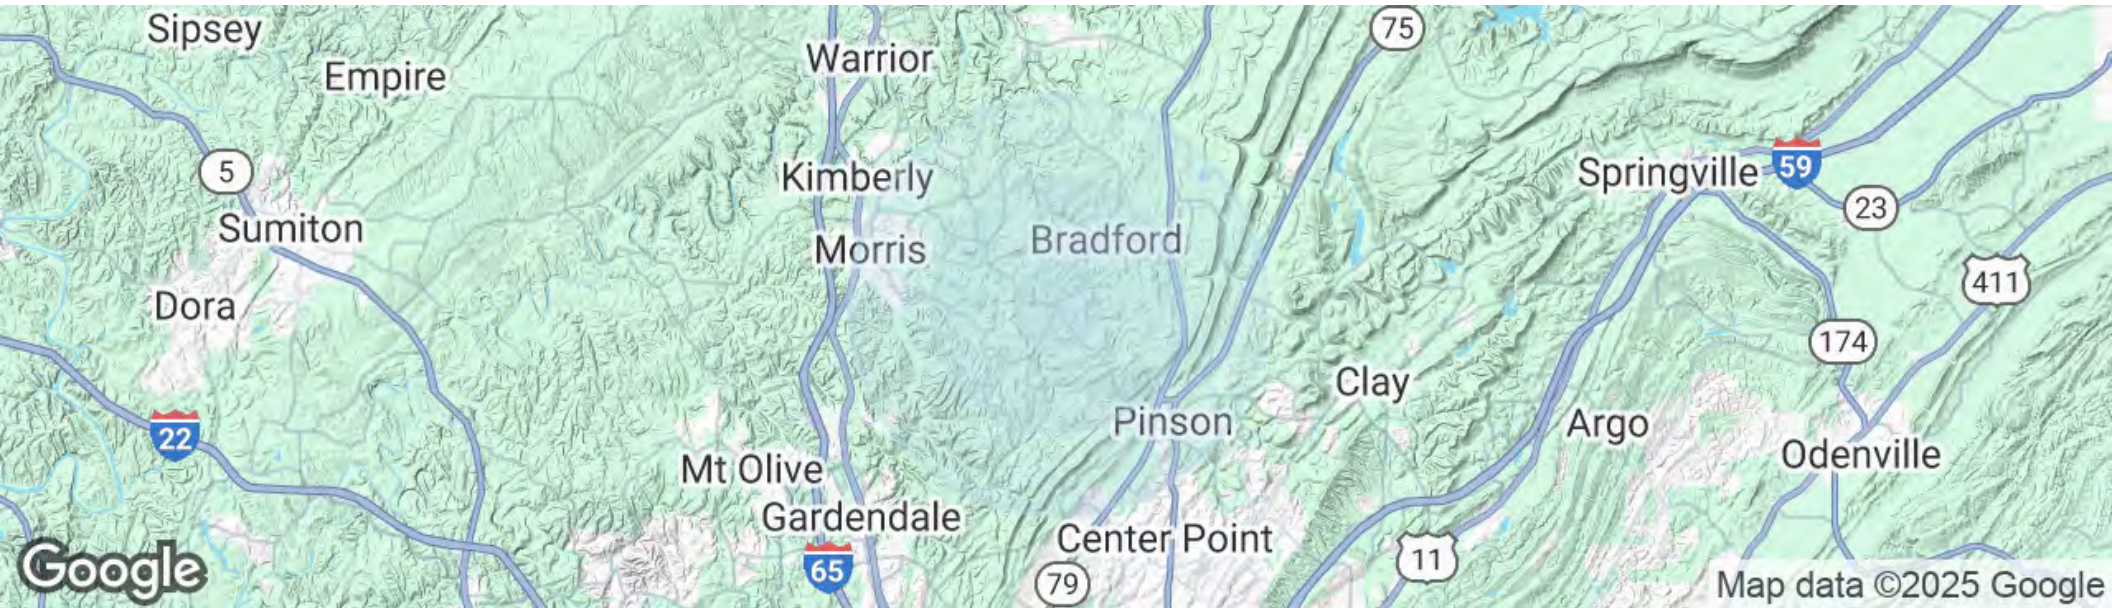 Sipsey
75
Warrior
Empire
5
Kimberly
Springville
59
23
Sumiton
Morris
Bradford
411
Dora
174
Clay
22
Pinson
Argo
Mt Olive
Odenville
Gardendale
Center Point
11
65
79
Google
Map data ©2025 Google